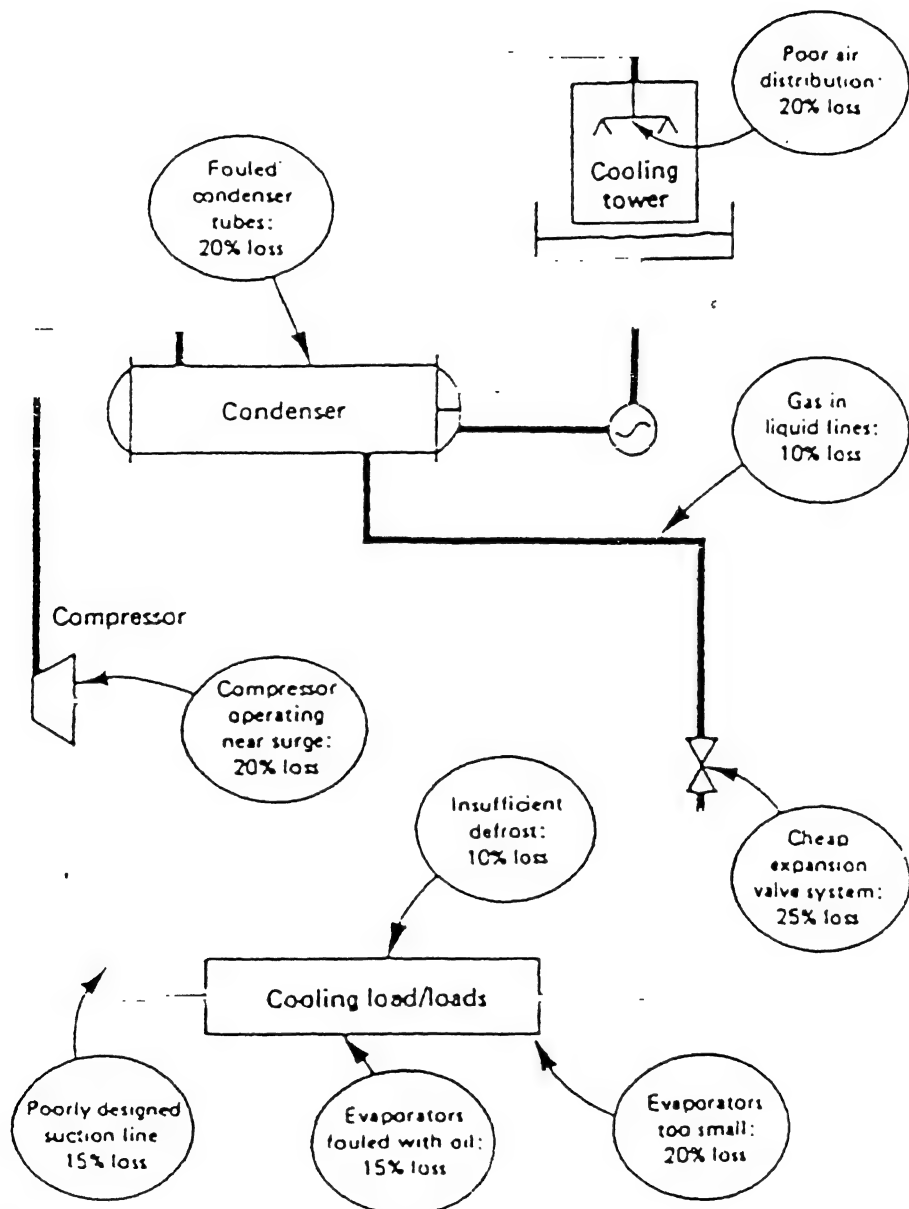 Poor air
distribution:
20% loss
Cooling
tower
Fouled
condenser
tubes:
20% loss
Condenser
Gas in
liquid lines:
10% loss
Compressor
Compressor
operating
near surge:
20% loss
Insufficient
defrost:
10% loss
Cheap
expansion
valve system:
25% loss
Cooling load/loads
Poorly designed
suction line
15% loss
Evaporators
fouled with oil:
15% loss
Evaporators
too small:
20% loss